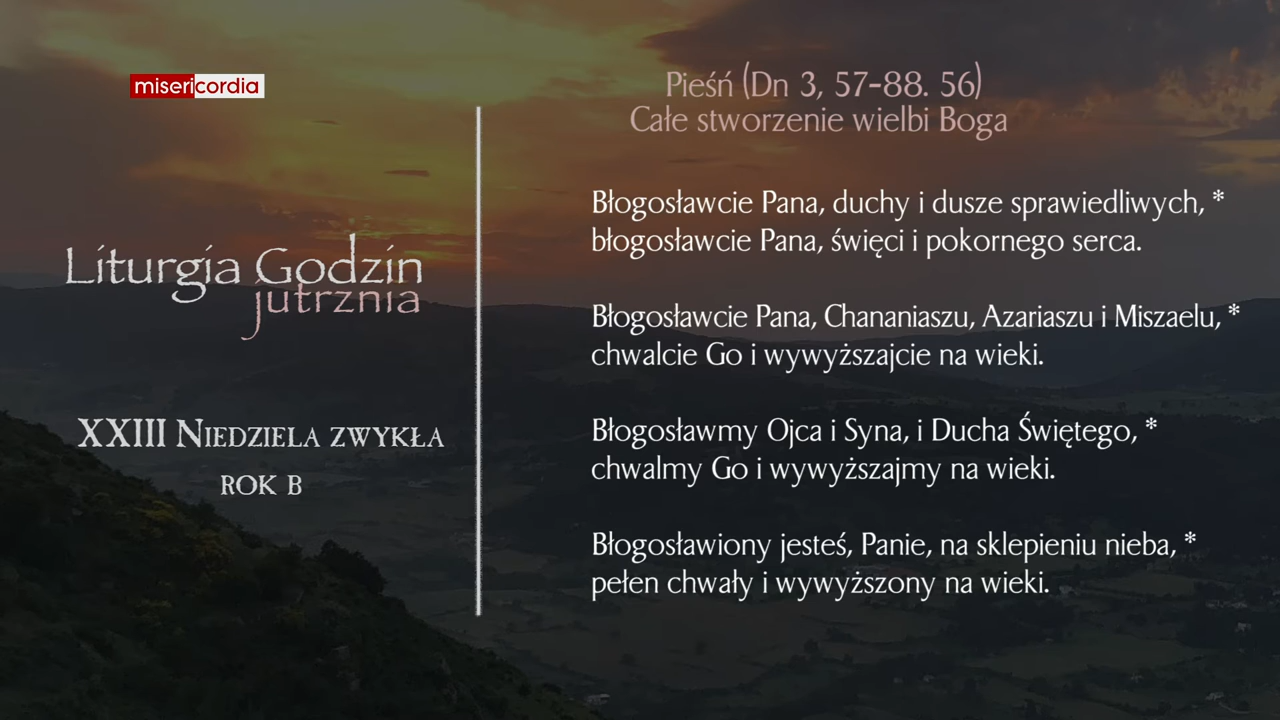 misericordia
Liturgia Godzin
jutrznia
XXIII Niedziela zwykła
rok B
Pieśń (Dn 3, 57-88. 56)
Całe stworzenie wielbi Boga
Błogosławcie Pana, duchy i dusze sprawiedliwych, *
błogosławcie Pana, święci i pokornego serca.
Błogosławcie Pana, Chananiaszu, Azariaszu i Miszaelu, *
chwalcie Go i wywyższajcie na wieki.
Błogosławmy Ojca i Syna, i Ducha Świętego, *
chwalmy Go i wywyższajmy na wieki.
Błogosławiony jesteś, Panie, na sklepieniu nieba, *
pełen chwały i wywyższony na wieki.